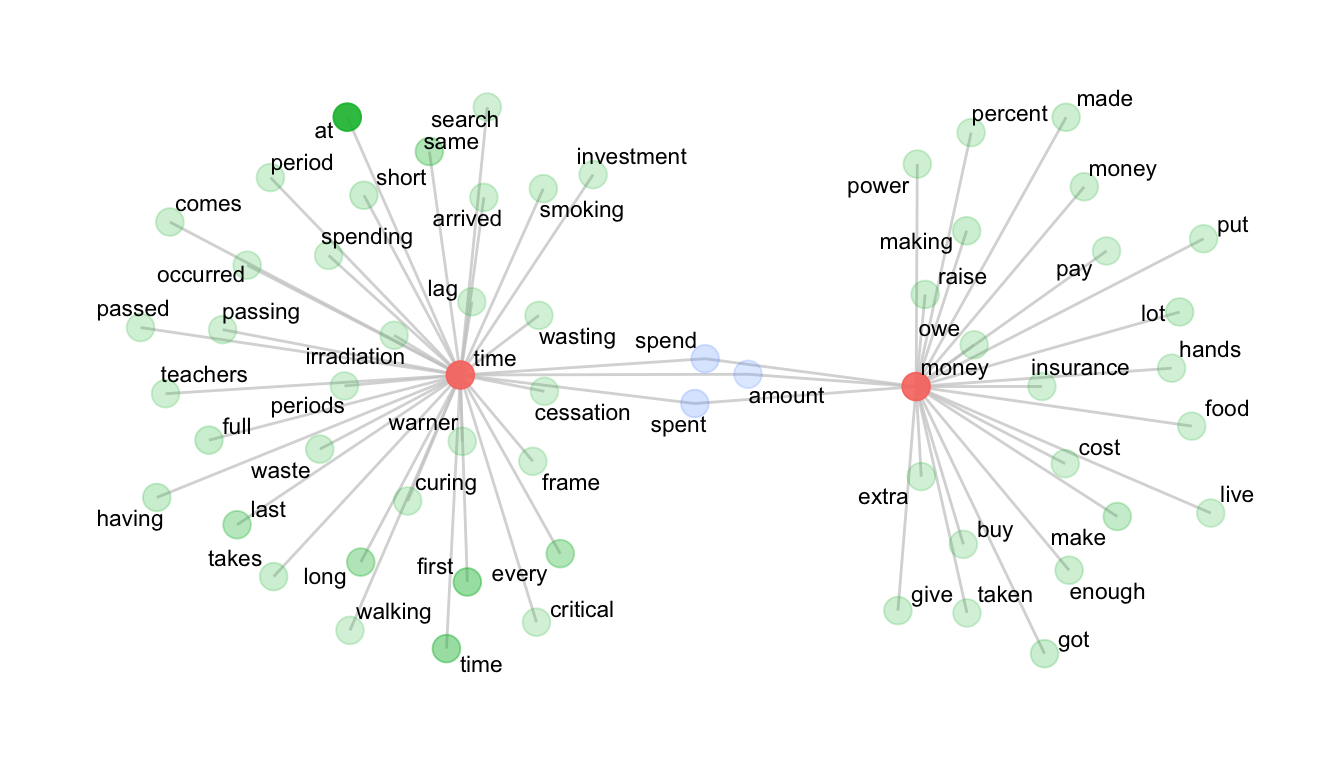 made
percent
search
at
same
investment
period
money
short
power
comes
smoking
arrived
put
spending
making
pay
occurred
raise
lag
passed
passing
lot
owe
wasting
spend
hands
irradiation
time
money
insurance
teachers
amount
periods
cessation
food
warner
full
spent
cost
waste
curing
frame
extra
live
last
having
buy
make
takes
first
every
long
enough
give
taken
walking
critical
got
time